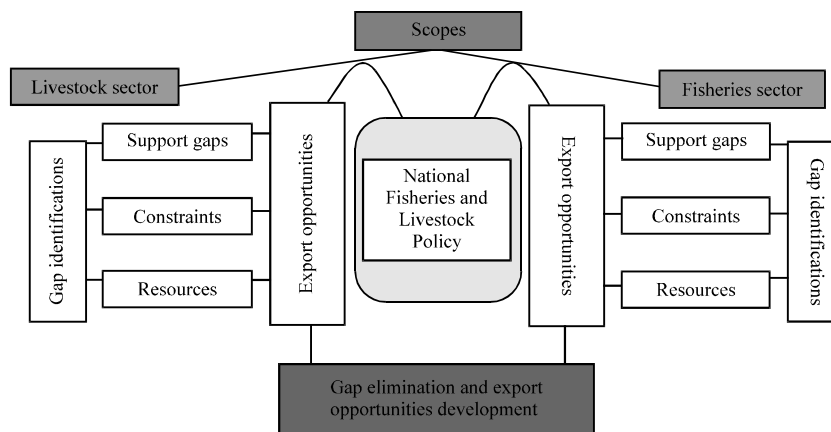 Scopes
Livestock sector
Fisheries sector
Gap identifications
Support gaps
Constraints
Resources
Export opportunities
National
Fisheries and
Livestock
Policy
Export opportunities
Support gaps
Constraints
Resources
Gap identifications
Gap elimination and export
opportunities development